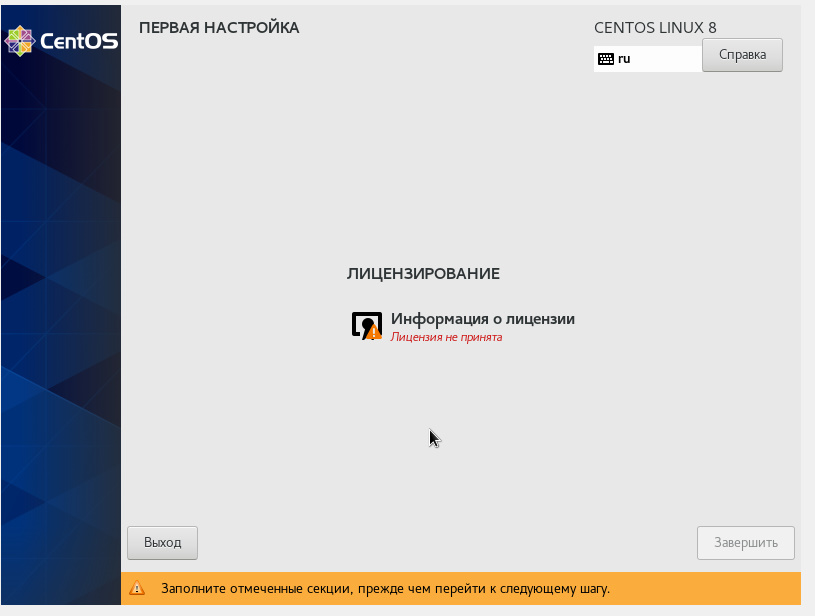 CentOS
ПЕРВАЯ НАСТРОЙКА
CENTOS LINUX 8
ru
Справка
ЛИЦЕНЗИРОВАНИЕ
Информация о лицензии
Лицензия не принята
Выход
Завершить
Заполните отмеченные секции, прежде чем перейти к следующему шагу.